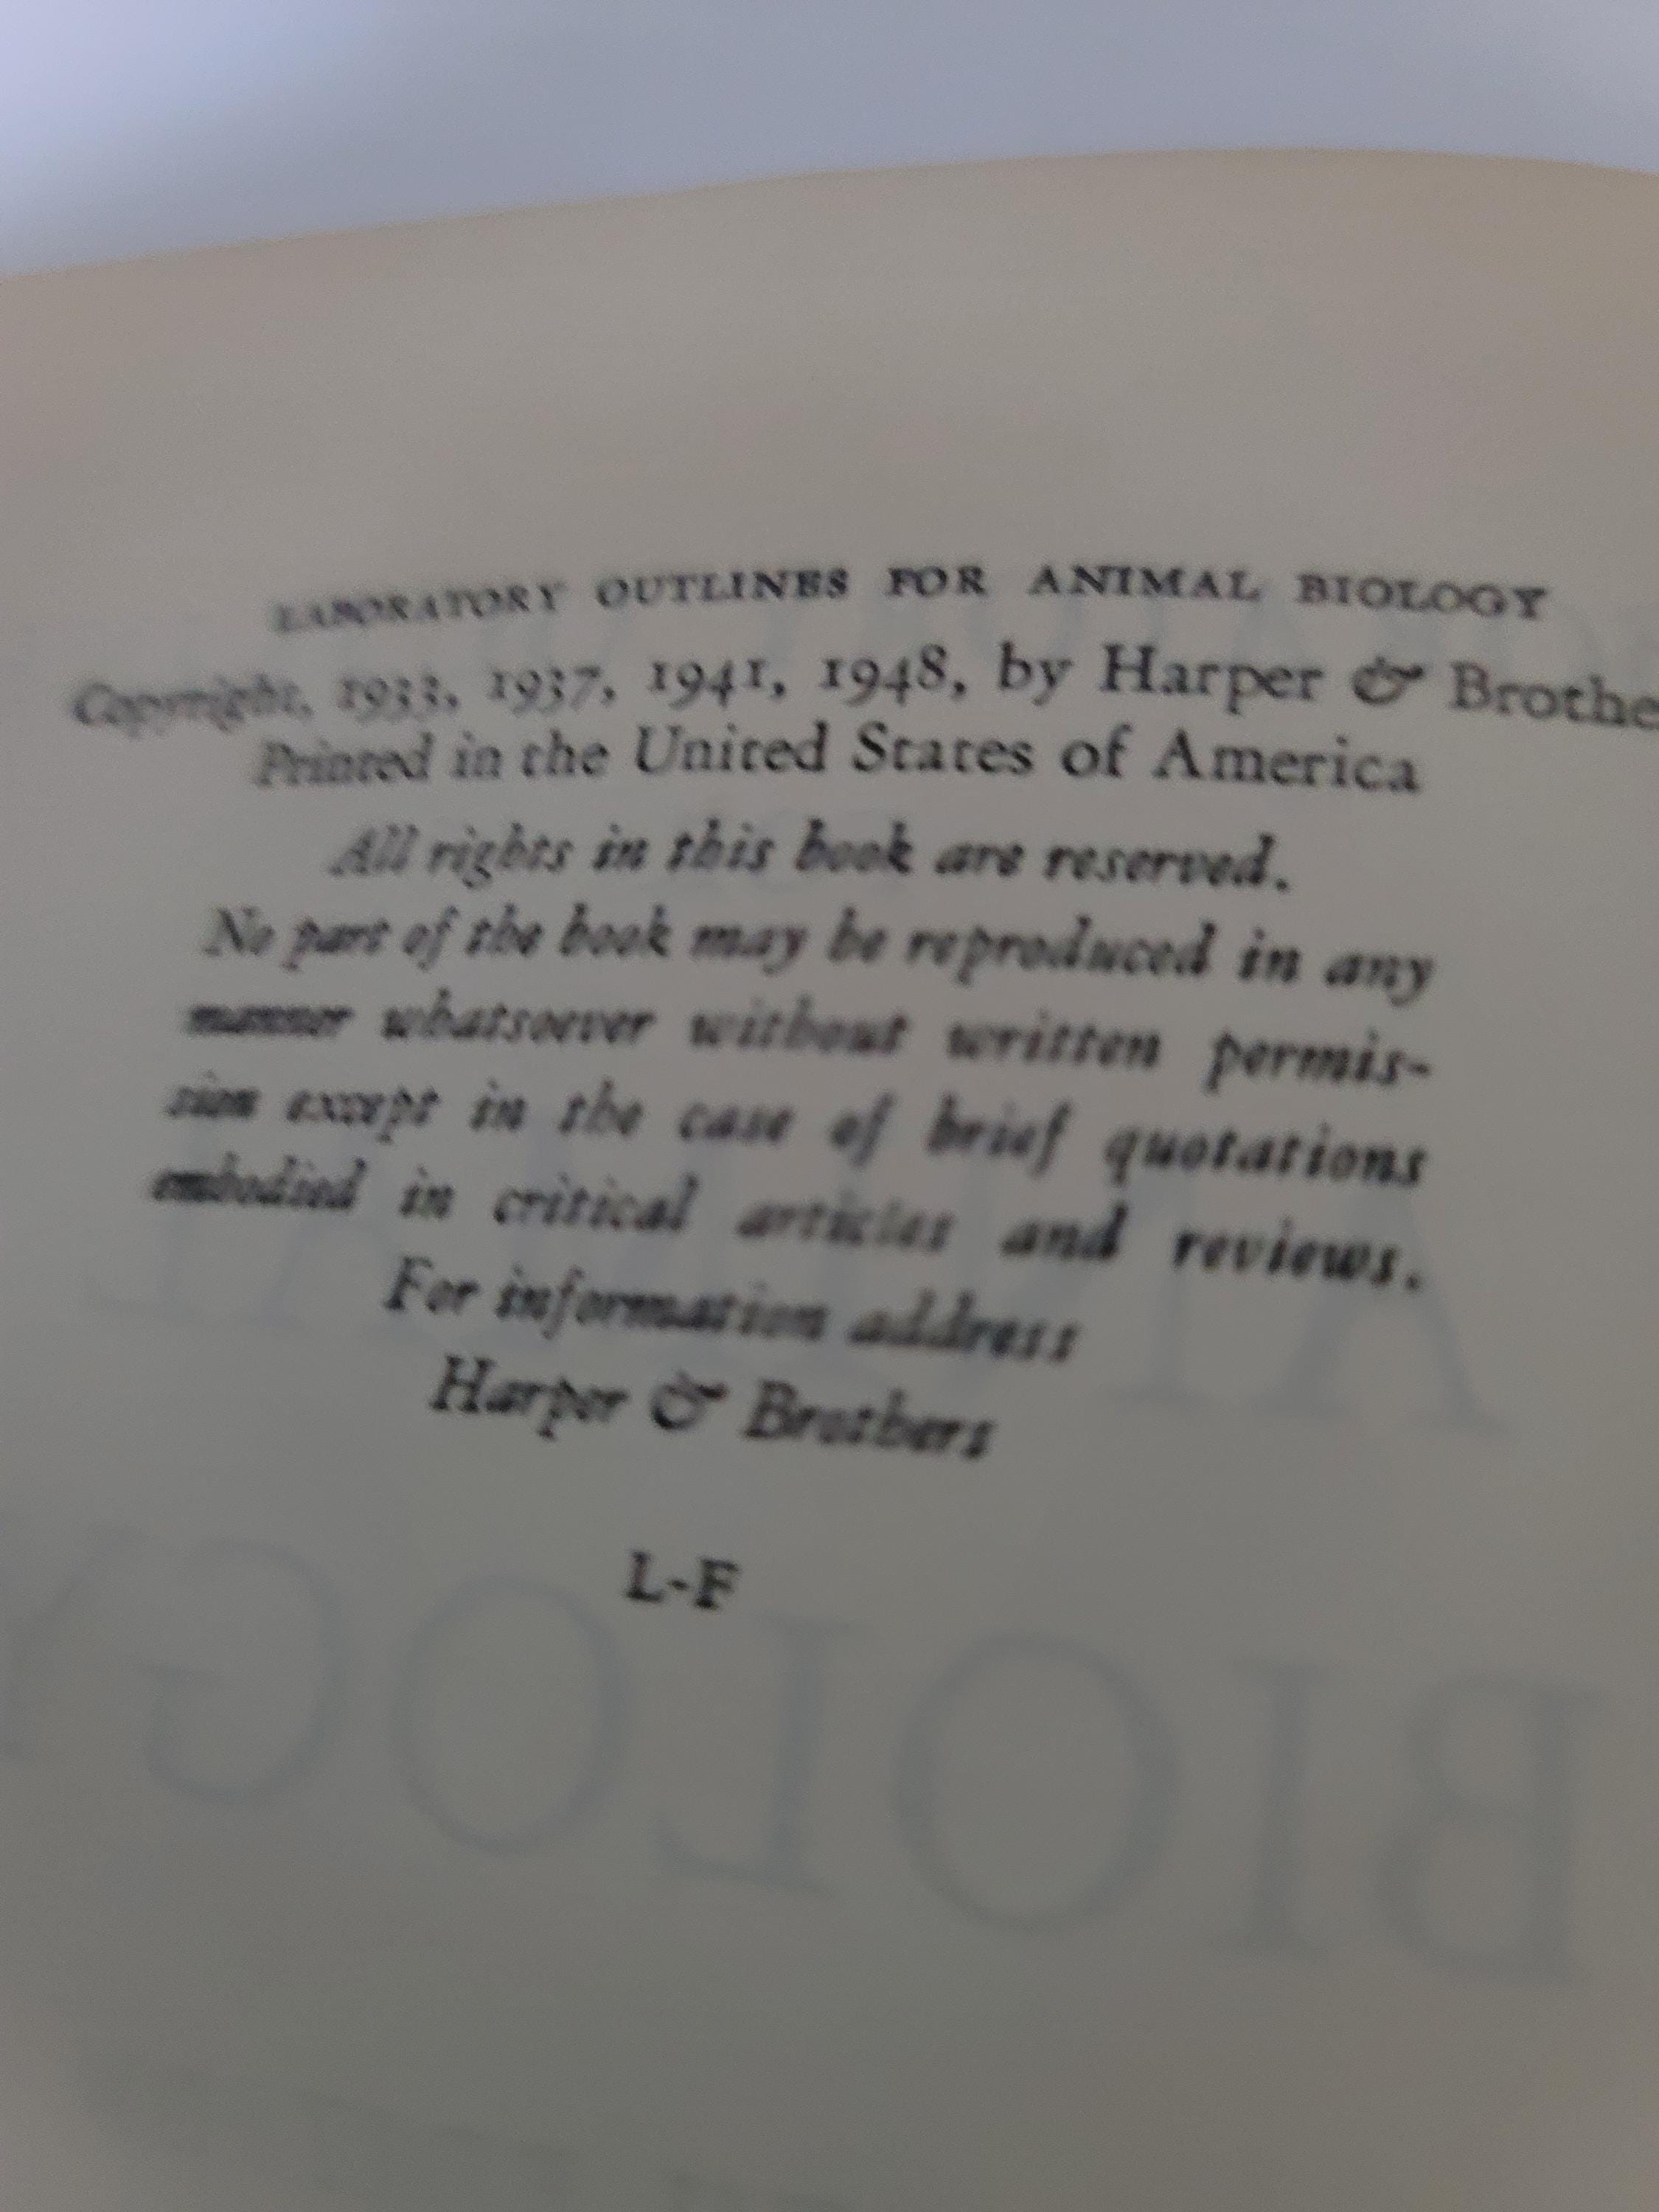 LABORATORY OUTLINES FOR ANIMAL BIOLOGY
Copyright, 1933, 1937, 1941, 1948, by Harper & Brothe
Printed in the United States of America
All rights in this book are reserved.
No part of the book may be reproduced in any
manner whatsoever without written permis-
sion except in the case of brief quotations
embodied in critical articles and reviews.
For information address
Harper & Brothers
L-F
ANIMAL
BIOLOG